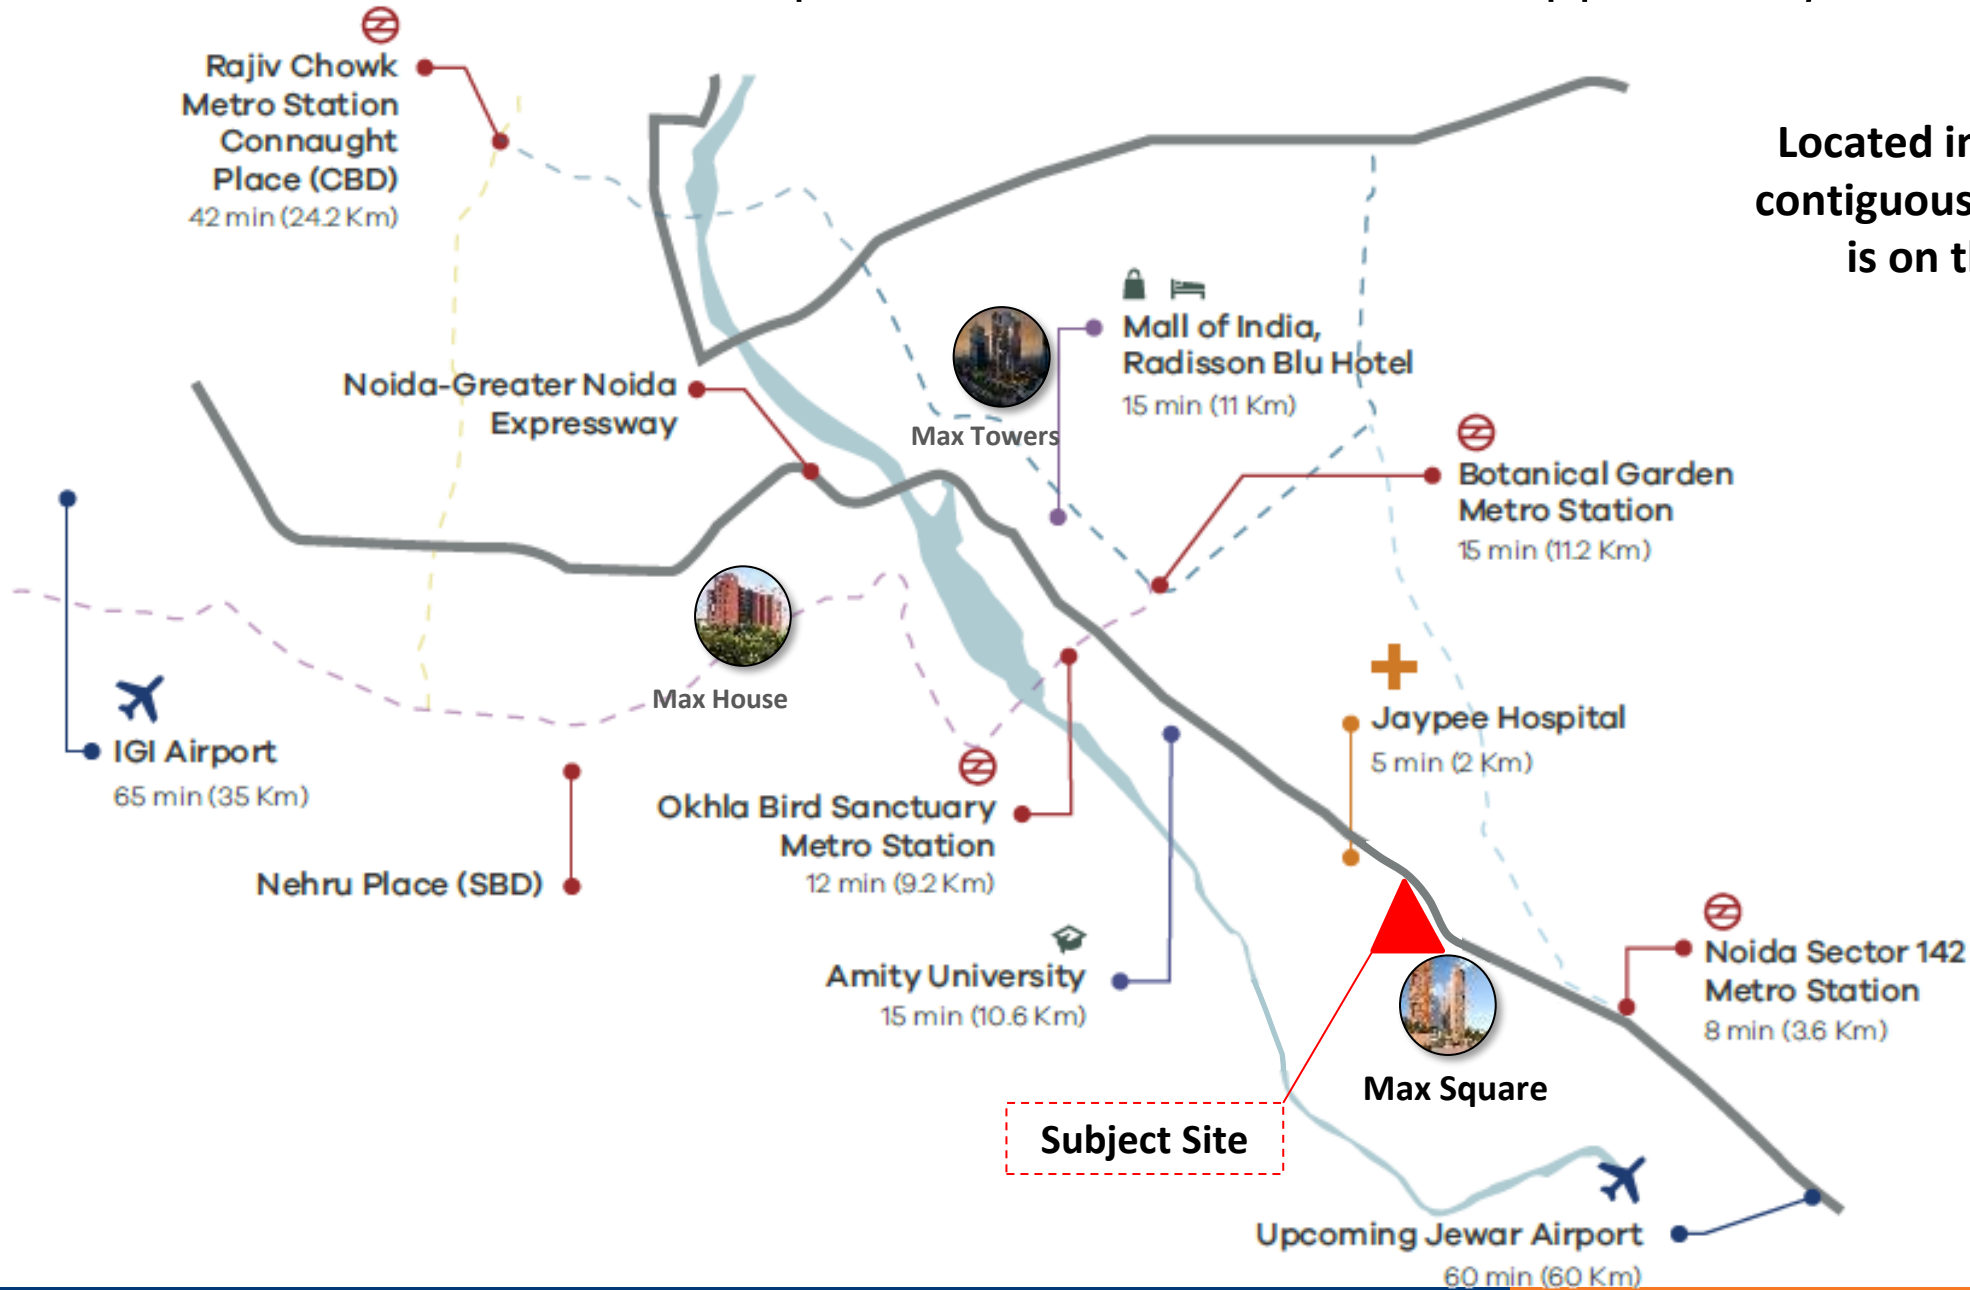 Rajiv Chowk
Metro Station
Connaught
Place (CBD)
42 min (24.2 Km)
Located in
contiguous
is on
Mall of India,
Radisson Blu Hotel
15 min (11 Km)
Max Towers
Noida-Greater Noida
Expressway
Botanical Garden
Metro Station
15 min (11.2 Km)
Max House
IGI Airport
65 min (35 Km)
Jaypee Hospital
5 min (2 Km)
Okhla Bird Sanctuary
Metro Station
12 min (9.2 Km)
Nehru Place (SBD)
Amity University
15 min (10.6 Km)
Noida Sector 142
Metro Station
8 min (3.6 Km)
Max Square
Subject Site
Upcoming Jewar Airport
60 min (60 Km)